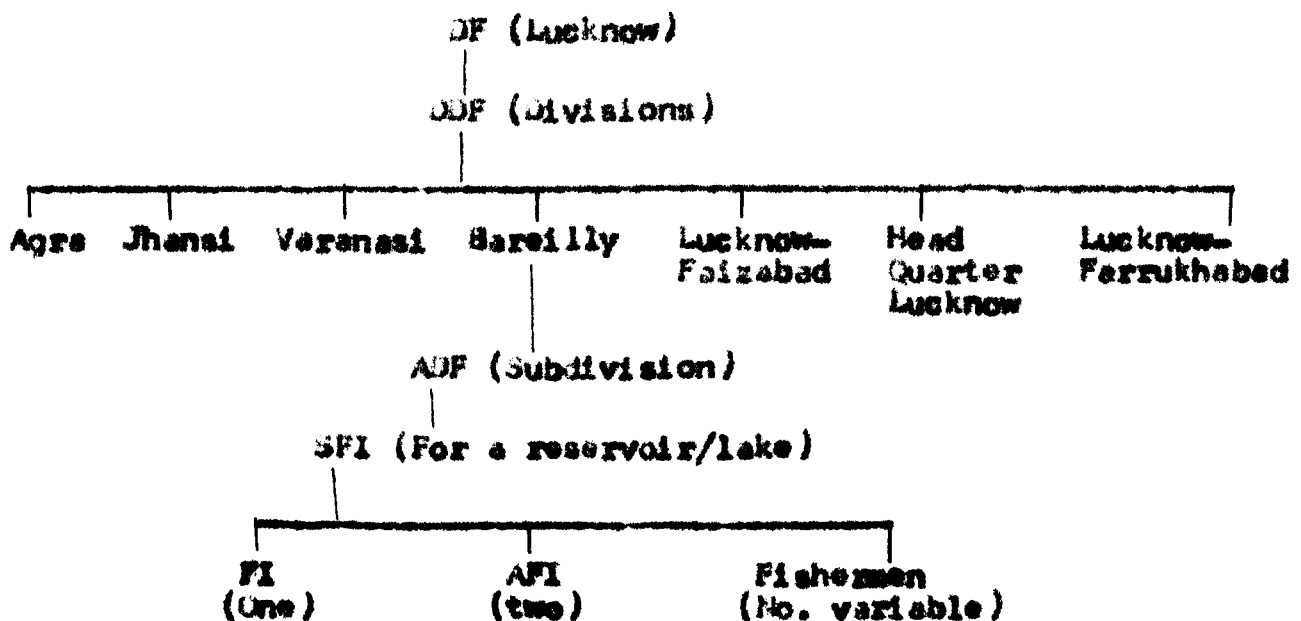 DF (Lucknow)
DDF (Divisions)
Agra Jhansi Varanasi Bareilly Lucknow- Head Lucknow-
Faizabad Quarter Farrukhabad
Lucknow
ADF (Subdivision)
SFI (For a reservoir/lake)
FI AFI Fishermen
(One) (two) (No. variable)